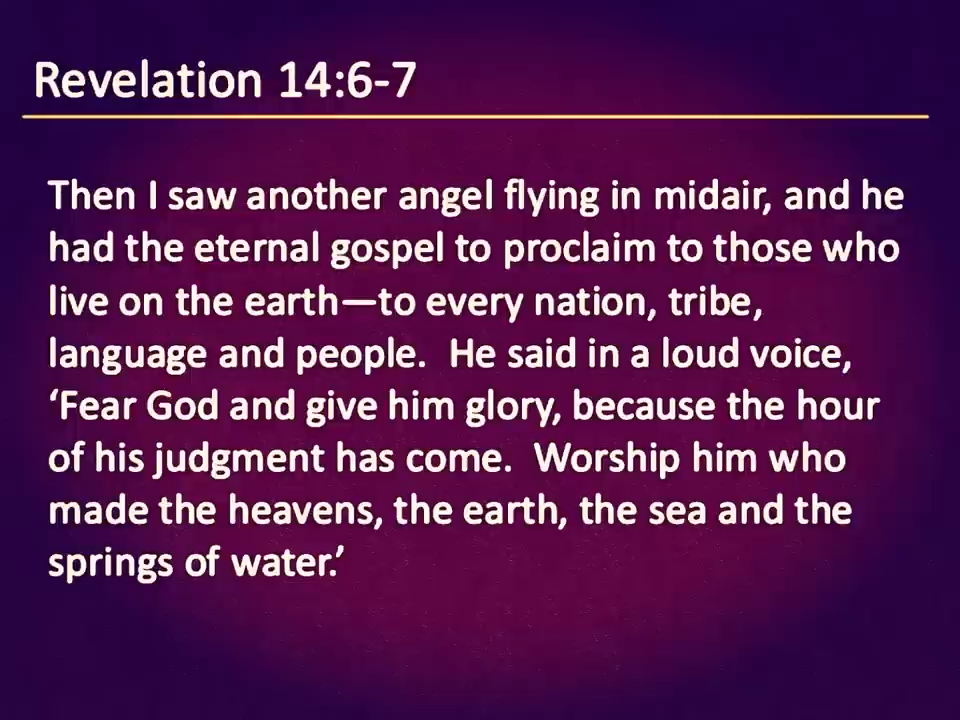 Revelation 14:6-7
Then I saw another angel flying in midair, and he
had the eternal gospel to proclaim to those who
live on the earth—to every nation, tribe,
language and people.  He said in a loud voice,
‘Fear God and give him glory, because the hour
of his judgment has come.  Worship him who
made the heavens, the earth, the sea and the
springs of water.’